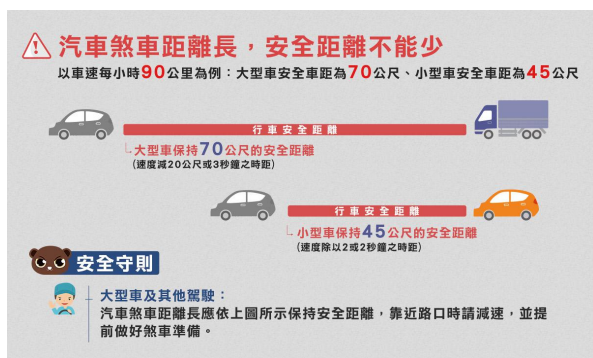 汽車煞車距離長，安全距離不能少
以車速每小時90公里為例：大型車安全車距為70公尺、小型車安全車距為45公尺
行車安全距離
大型車保持70公尺的安全距離
(速度減20公尺或3秒鐘之時距)
行車安全距離
小型車保持45公尺的安全距離
(速度除以2或2秒鐘之時距)
安全守則
大型車及其他駕駛：
汽車煞車距離長應依上圖所示保持安全距離，靠近路口時請減速，並提
前做好煞車準備。